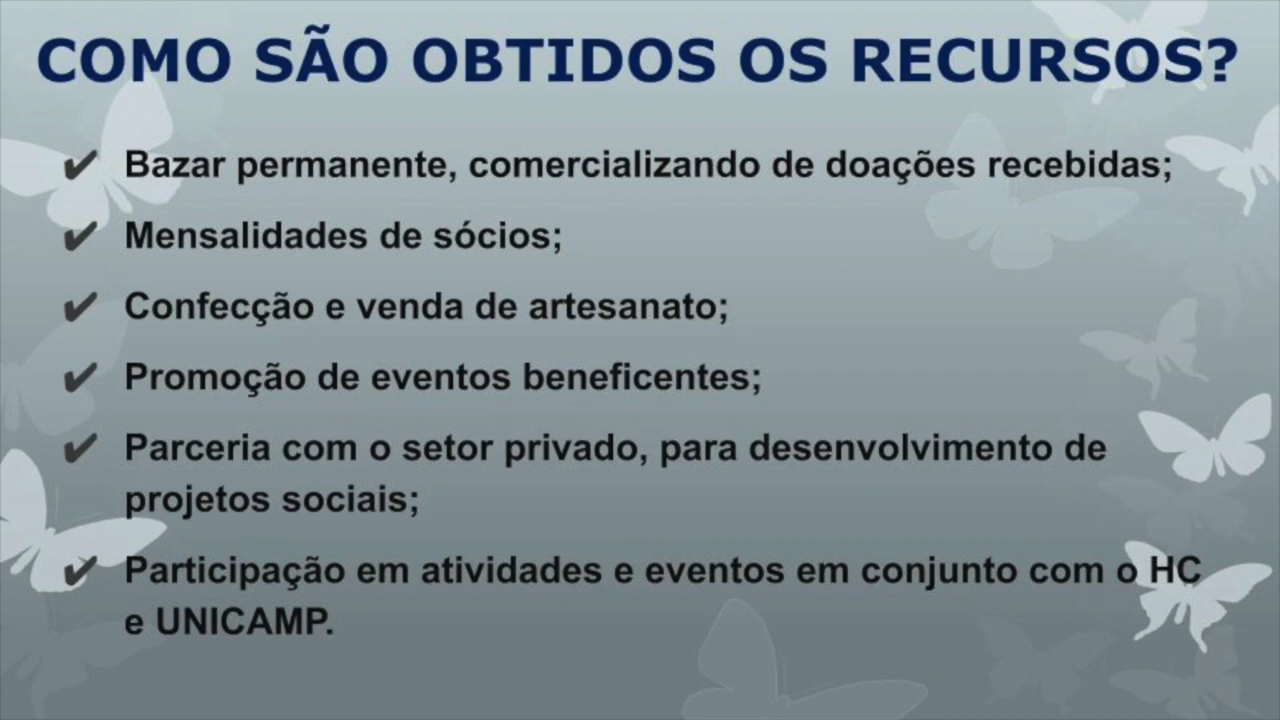 COMO SÃO OBTIDOS OS RECURSOS?
✔ Bazar permanente, comercializando de doações recebidas;
✔ Mensalidades de sócios;
✔ Confecção e venda de artesanato;
✔ Promoção de eventos beneficentes;
✔ Parceria com o setor privado, para desenvolvimento de
projetos sociais;
✔ Participação em atividades e eventos em conjunto com o HC
e UNICAMP.